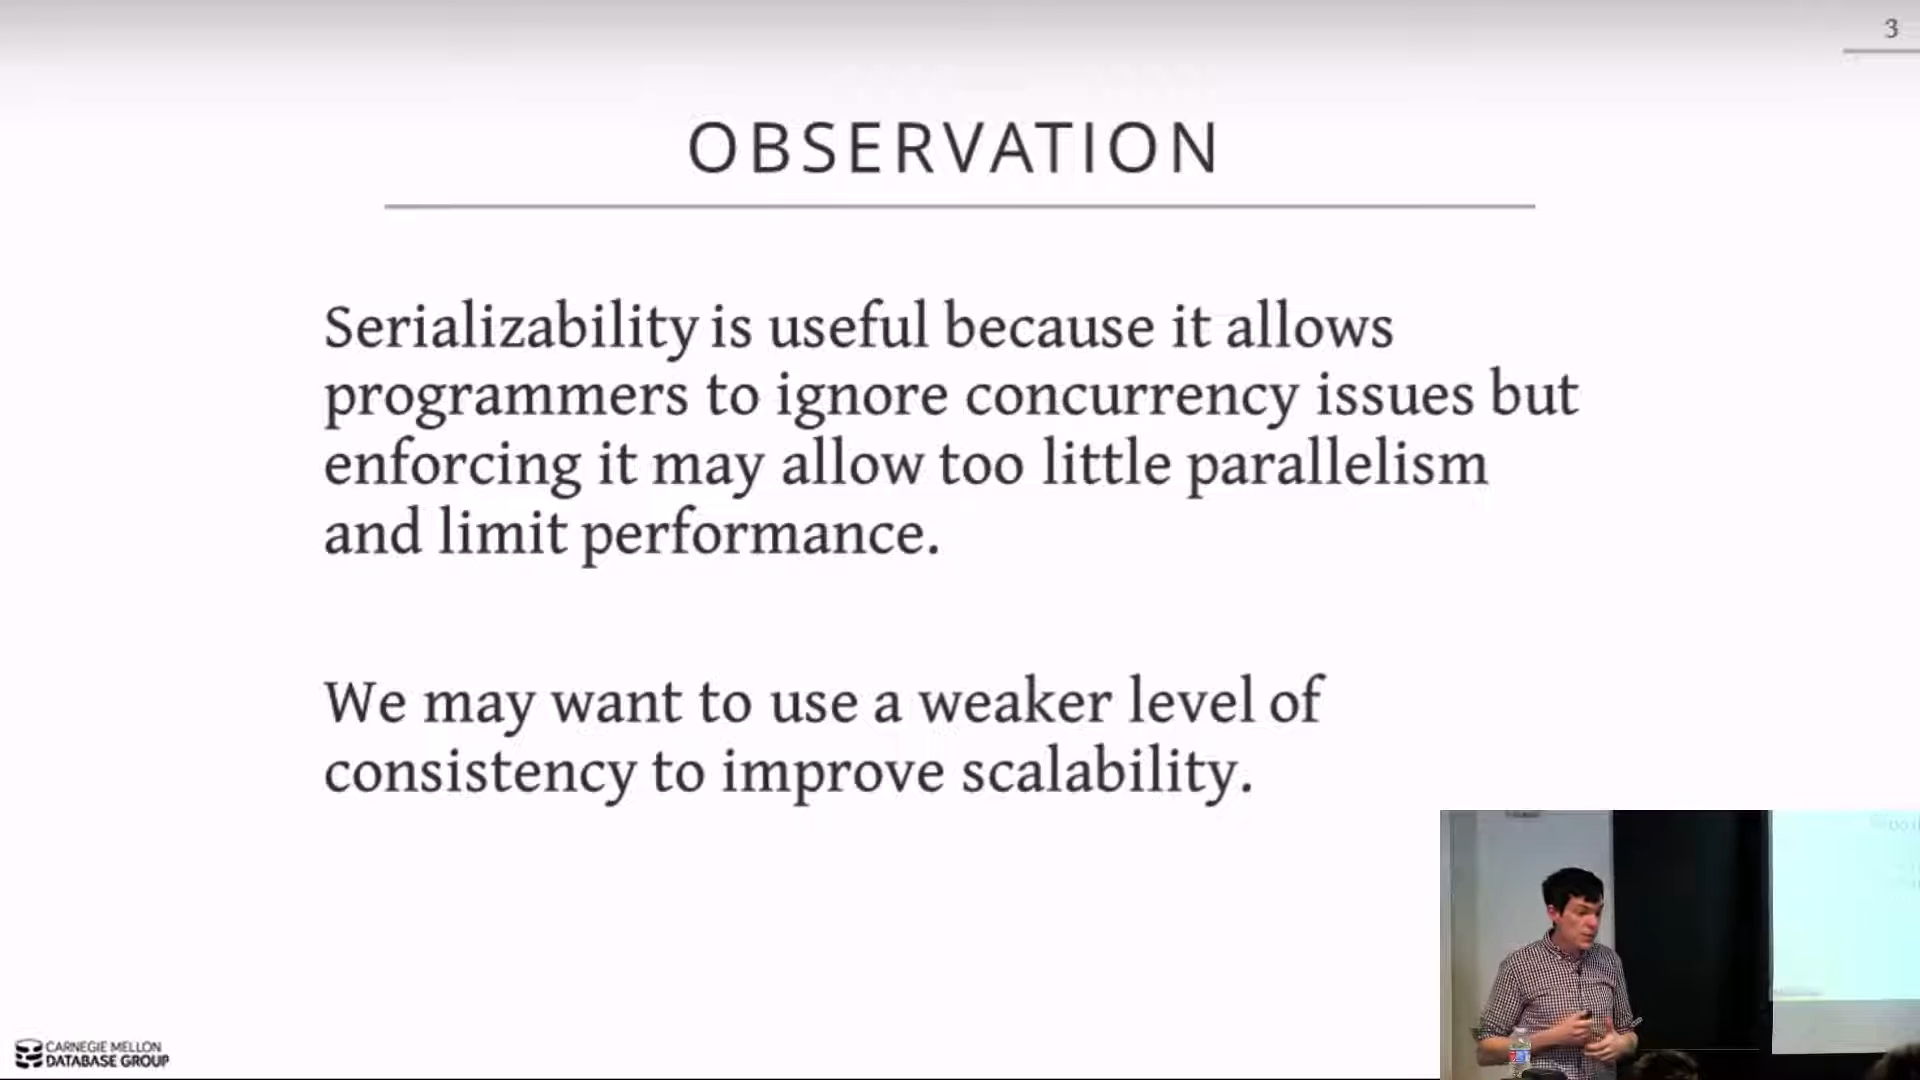 3
OBSERVATION
Serializability is useful because it allows
programmers to ignore concurrency issues but
enforcing it may allow too little parallelism
and limit performance.
We may want to use a weaker level of
consistency to improve scalability.
CARNEGIE MELLON
DATABASE GROUP